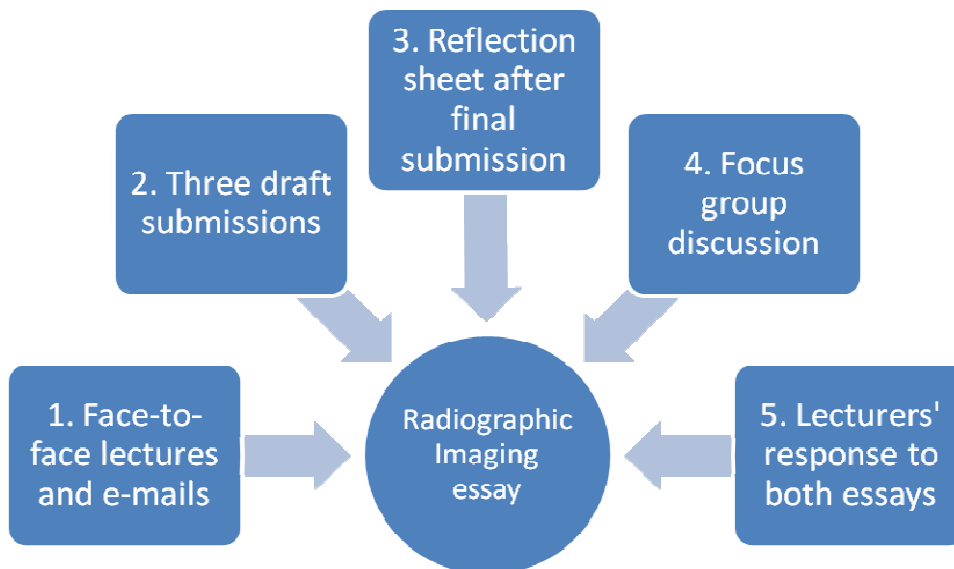 1. Face-to-
face lectures
and e-mails
2. Three draft
submissions
3. Reflection
sheet after
final
submission
4. Focus
group
discussion
5. Lecturers'
response to
both essays
Radiographic
Imaging
essay